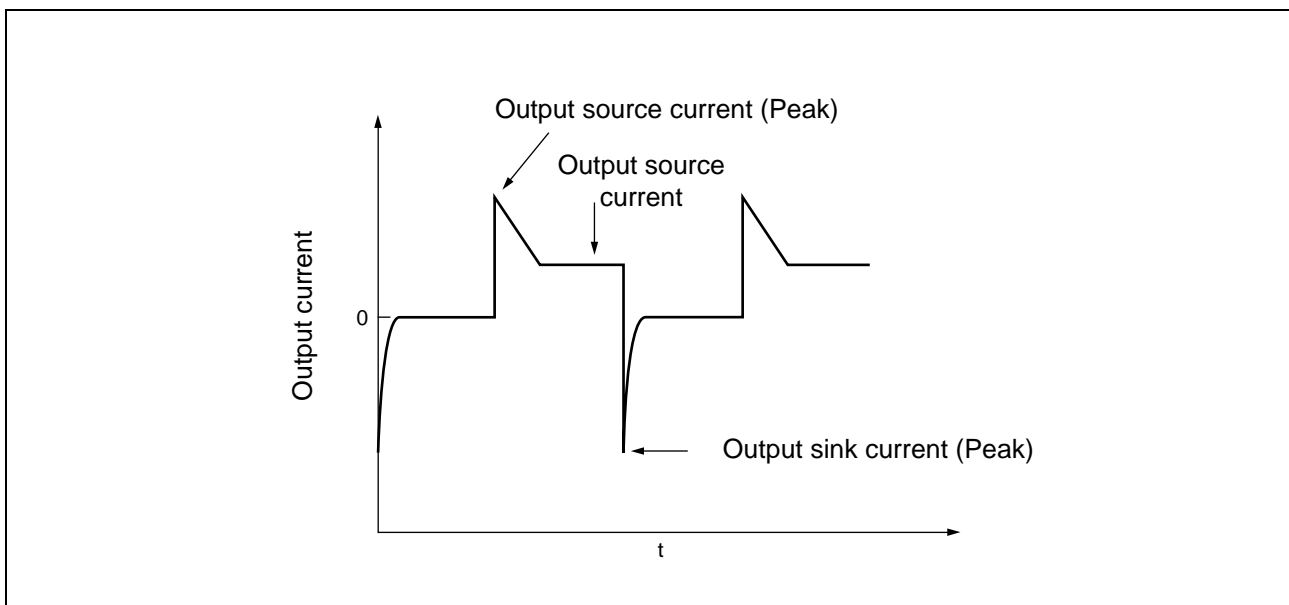 Output source current (Peak)
Output source
current
Output current
0
Output sink current (Peak)
t